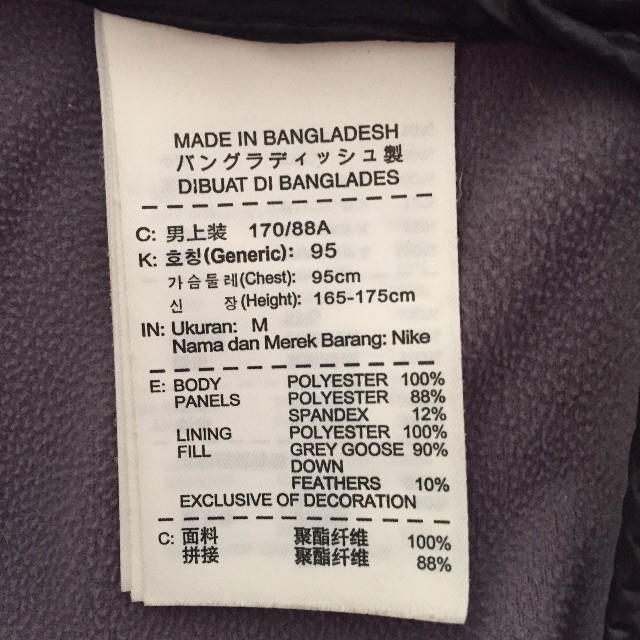 MADE IN BANGLADESH
バングラディッシュ製
DIBUAT DI BANGLADES
C: 男上装 170/88A
K: 호칭(Generic): 95
가슴둘레(Chest): 95cm
신 장(Height): 165-175cm
IN: Ukuran: M
Nama dan Merek Barang: Nike
E: BODY POLYESTER 100%
PANELS POLYESTER 88%
SPANDEX 12%
LINING POLYESTER 100%
FILL GREY GOOSE 90%
DOWN
FEATHERS 10%
EXCLUSIVE OF DECORATION
C: 面料 聚酯纤维 100%
拼接 聚酯纤维 88%